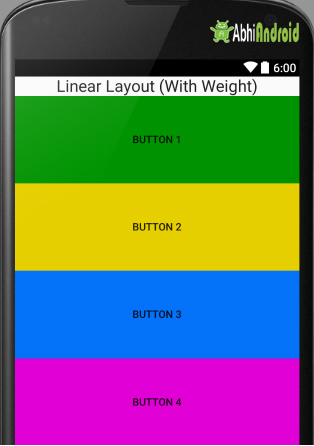 AbhiAndroid
6:00
Linear Layout (With Weight)
BUTTON 1
BUTTON 2
BUTTON 3
BUTTON 4